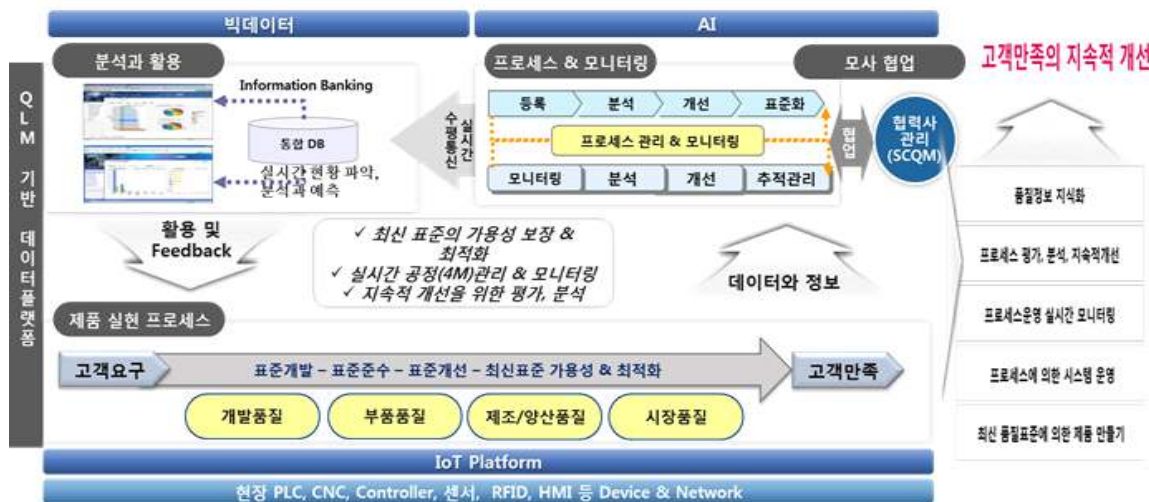 빅데이터
AI
QLM 기반 데이터플랫폼
분석과 활용
Information Banking
통합 DB
실시간 현황 파악,
분석과 예측
실시간
수평통신
프로세스 & 모니터링
모사 협업
등록
분석
개선
표준화
프로세스 관리 & 모니터링
모니터링
분석
개선
추적관리
협업
협력사
관리
(SCQM)
고객만족의 지속적 개선
품질정보 지식화
프로세스 평가, 분석, 지속적개선
프로세스운영 실시간 모니터링
프로세스에 의한 시스템 운영
최신 품질표준에 의한 제품 만들기
활용 및
Feedback
✓ 최신 표준의 가용성 보장 &
최적화
✓ 실시간 공정(4M)관리 & 모니터링
✓ 지속적 개선을 위한 평가, 분석
데이터와 정보
제품 실현 프로세스
고객요구
표준개발 – 표준준수 – 표준개선 – 최신표준 가용성 & 최적화
고객만족
개발품질
부품품질
제조/양산품질
시장품질
IoT Platform
현장 PLC, CNC, Controller, 센서, RFID, HMI 등 Device & Network